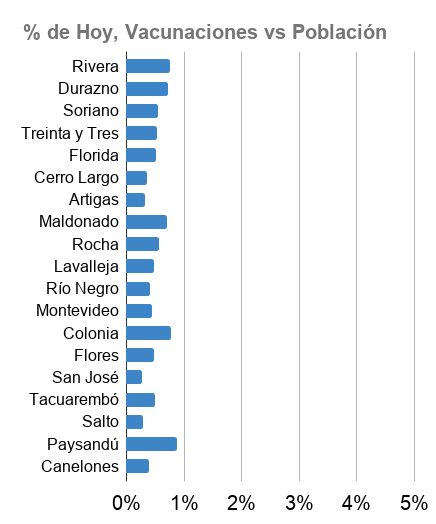 % de Hoy, Vacunaciones vs Población
Rivera
Durazno
Soriano
Treinta y Tres
Florida
Cerro Largo
Artigas
Maldonado
Rocha
Lavalleja
Río Negro
Montevideo
Colonia
Flores
San José
Tacuarembó
Salto
Paysandú
Canelones
0% 1% 2% 3% 4% 5%